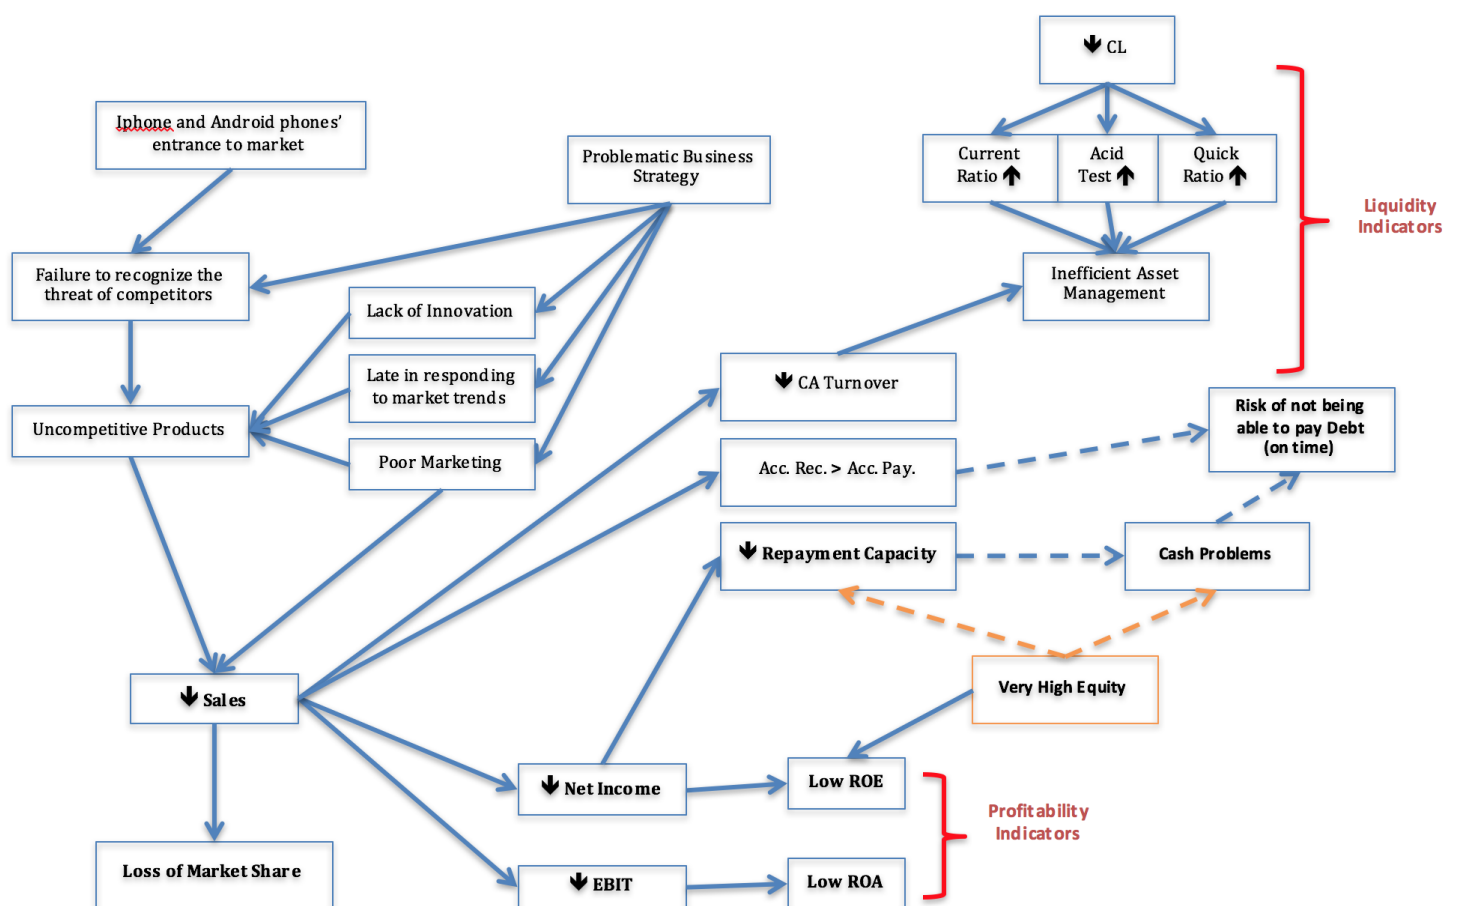 ↓ CL
Iphone and Android phones’
entrance to market
Problematic Business
Strategy
Current
Ratio ↑
Acid
Test ↑
Quick
Ratio ↑
Liquidity
Indicators
Failure to recognize the
threat of competitors
Inefficient Asset
Management
Lack of Innovation
Late in responding
to market trends
↓ CA Turnover
Risk of not being
able to pay Debt
(on time)
Uncompetitive Products
Poor Marketing
Acc. Rec. > Acc. Pay.
↓ Repayment Capacity
Cash Problems
Very High Equity
↓ Sales
↓ Net Income
Low ROE
Profitability
Indicators
Loss of Market Share
↓ EBIT
Low ROA